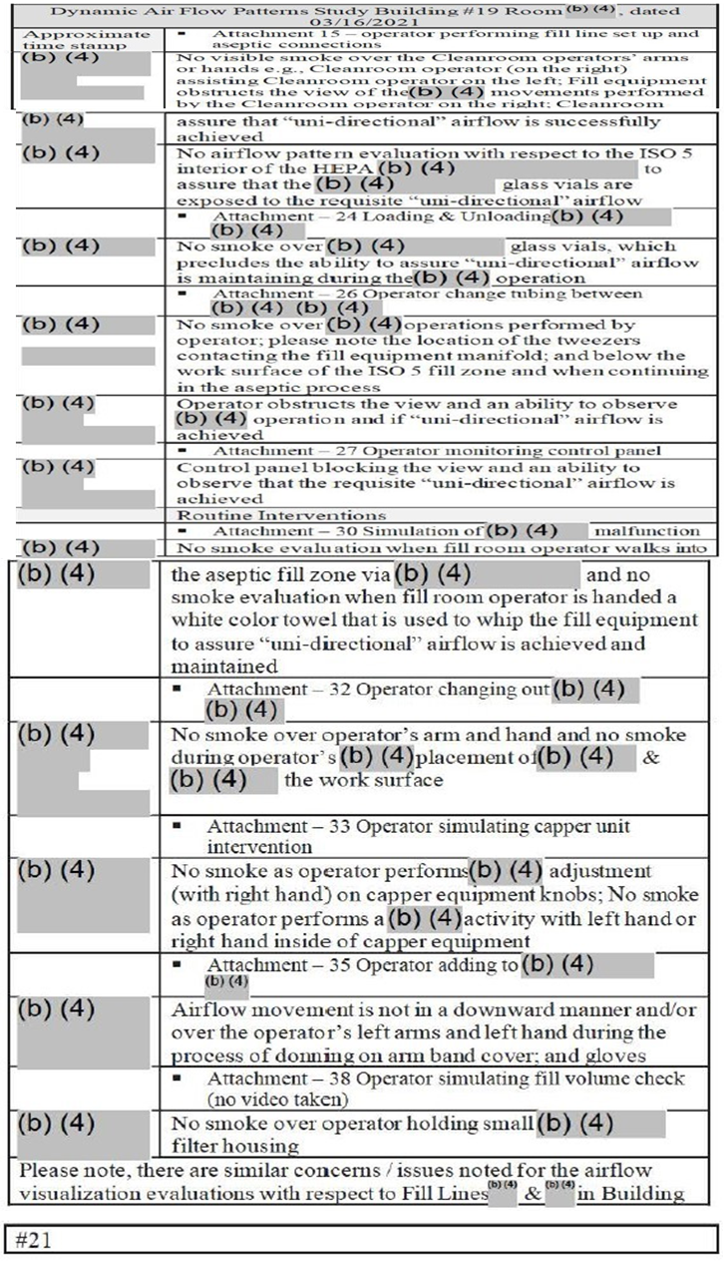 Dynamic Air Flow Patterns Study Building #19 Room (b) (4), dated
03/16/2021
Approximate
time stamp
▪ Attachment 15 – operator performing fill line set up and
aseptic connections
(b) (4)
No visible smoke over the Cleanroom operators' arms
or hands e.g., Cleanroom operator (on the right)
assisting Cleanroom operator on the left; Fill equipment
obstructs the view of the (b) (4) movements performed
by the Cleanroom operator on the right; Cleanroom
(b) (4)
assure that "uni-directional" airflow is successfully
achieved
(b) (4)
No airflow pattern evaluation with respect to the ISO 5
interior of the HEPA (b) (4) to
assure that the (b) (4) glass vials are
exposed to the requisite "uni-directional" airflow
▪ Attachment – 24 Loading & Unloading (b) (4)
(b) (4)
(b) (4)
No smoke over (b) (4) glass vials, which
precludes the ability to assure "uni-directional" airflow
is maintaining during the (b) (4) operation
▪ Attachment – 26 Operator change tubing between
(b) (4) (b) (4)
(b) (4)
No smoke over (b) (4) operations performed by
operator; please note the location of the tweezers
contacting the fill equipment manifold; and below the
work surface of the ISO 5 fill zone and when continuing
in the aseptic process
(b) (4)
Operator obstructs the view and an ability to observe
(b) (4) operation and if "uni-directional" airflow is
achieved
▪ Attachment – 27 Operator monitoring control panel
(b) (4)
Control panel blocking the view and an ability to
observe that the requisite "uni-directional" airflow is
achieved
Routine Interventions
▪ Attachment – 30 Simulation of (b) (4) malfunction
(b) (4)
No smoke evaluation when fill room operator walks into
(b) (4)
the aseptic fill zone via (b) (4) and no
smoke evaluation when fill room operator is handed a
white color towel that is used to whip the fill equipment
to assure "uni-directional" airflow is achieved and
maintained
▪ Attachment – 32 Operator changing out (b) (4)
(b) (4)
(b) (4)
No smoke over operator's arm and hand and no smoke
during operator's (b) (4) placement of (b) (4) &
(b) (4) the work surface
▪ Attachment – 33 Operator simulating capper unit
intervention
(b) (4)
No smoke as operator performs (b) (4) adjustment
(with right hand) on capper equipment knobs; No smoke
as operator performs a (b) (4) activity with left hand or
right hand inside of capper equipment
▪ Attachment – 35 Operator adding to (b) (4)
(b) (4)
(b) (4)
Airflow movement is not in a downward manner and/or
over the operator's left arms and left hand during the
process of donning on arm band cover; and gloves
▪ Attachment – 38 Operator simulating fill volume check
(no video taken)
(b) (4)
No smoke over operator holding small (b) (4)
filter housing
Please note, there are similar concerns / issues noted for the airflow
visualization evaluations with respect to Fill Lines (b) (4) & (b) (4) in Building
#21